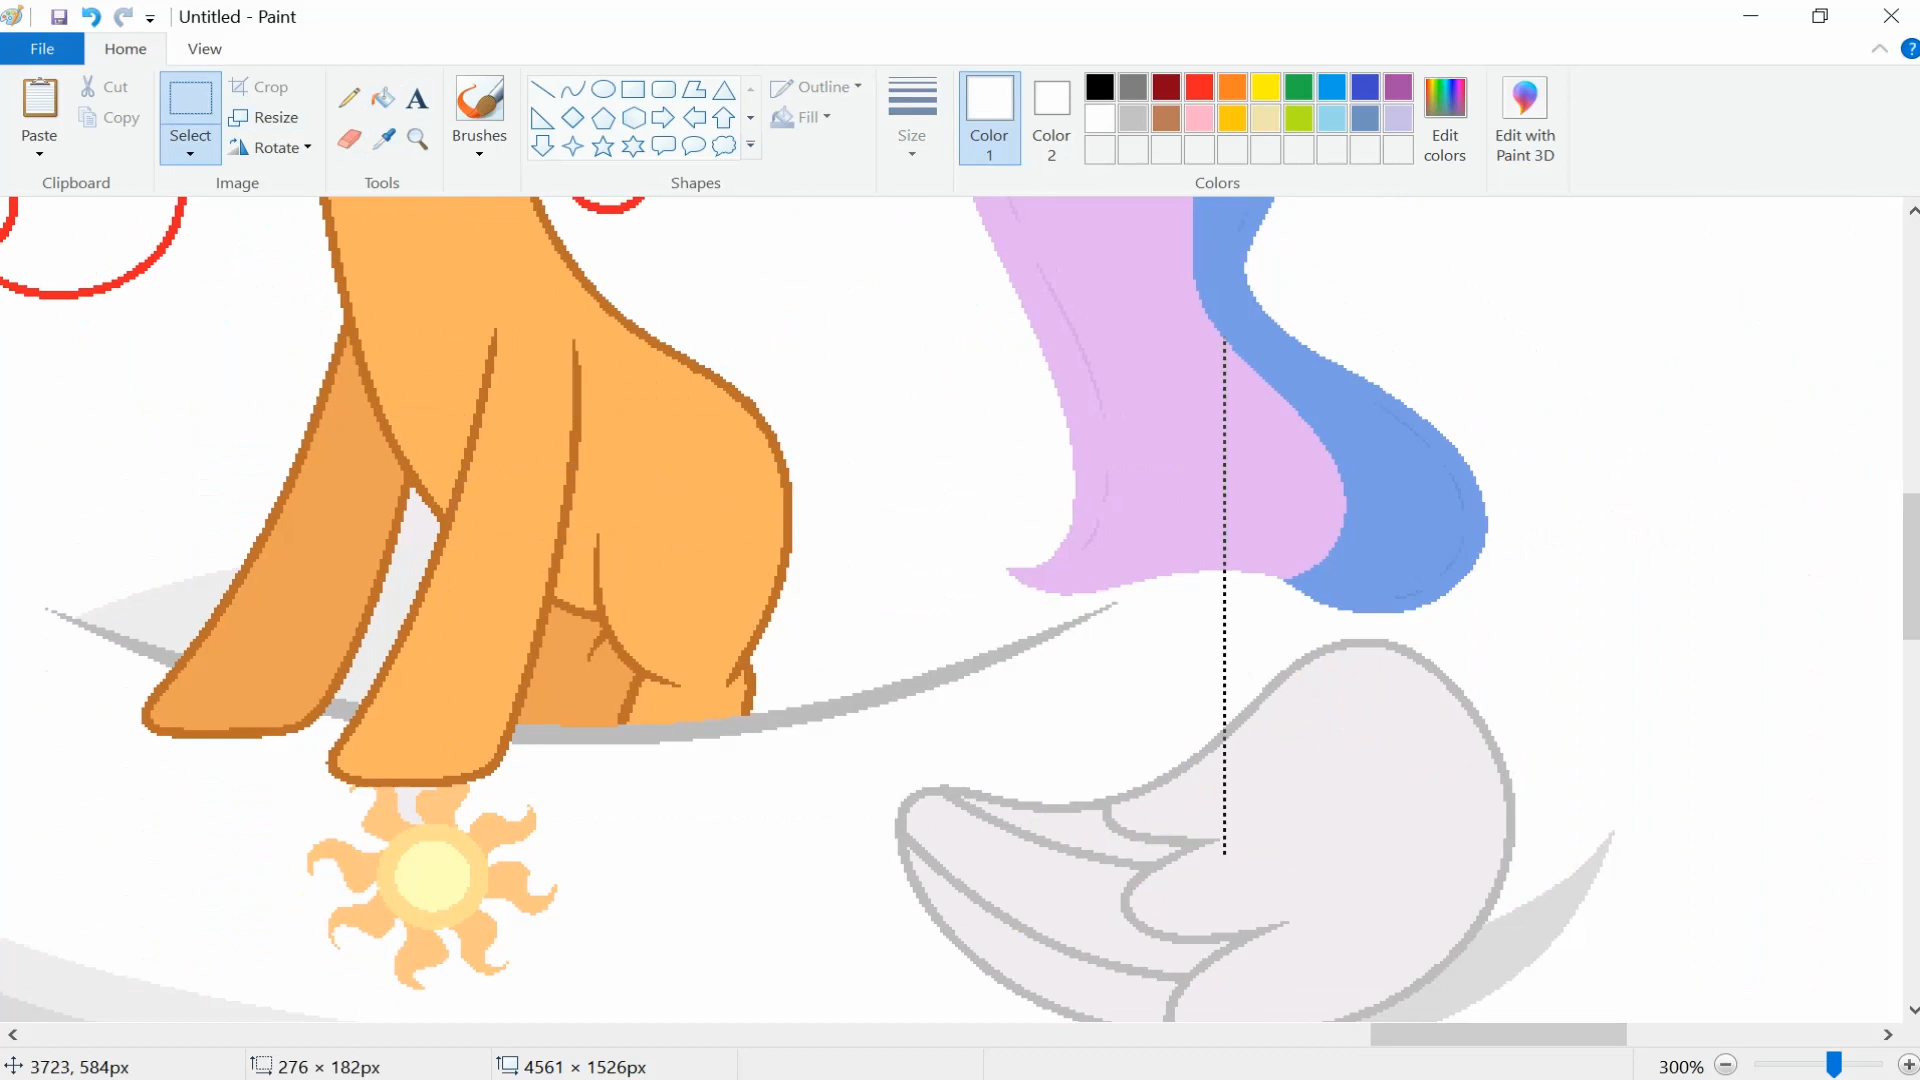 Untitled - Paint
File
Home
View
Paste
Cut
Copy
Clipboard
Select
Crop
Resize
Rotate
Image
A
Tools
Brushes
Shapes
Outline
Fill
Size
Color
1
Color
2
Edit
colors
Edit with
Paint 3D
Colors
?
3723, 584px
276 × 182px
4561 × 1526px
300%